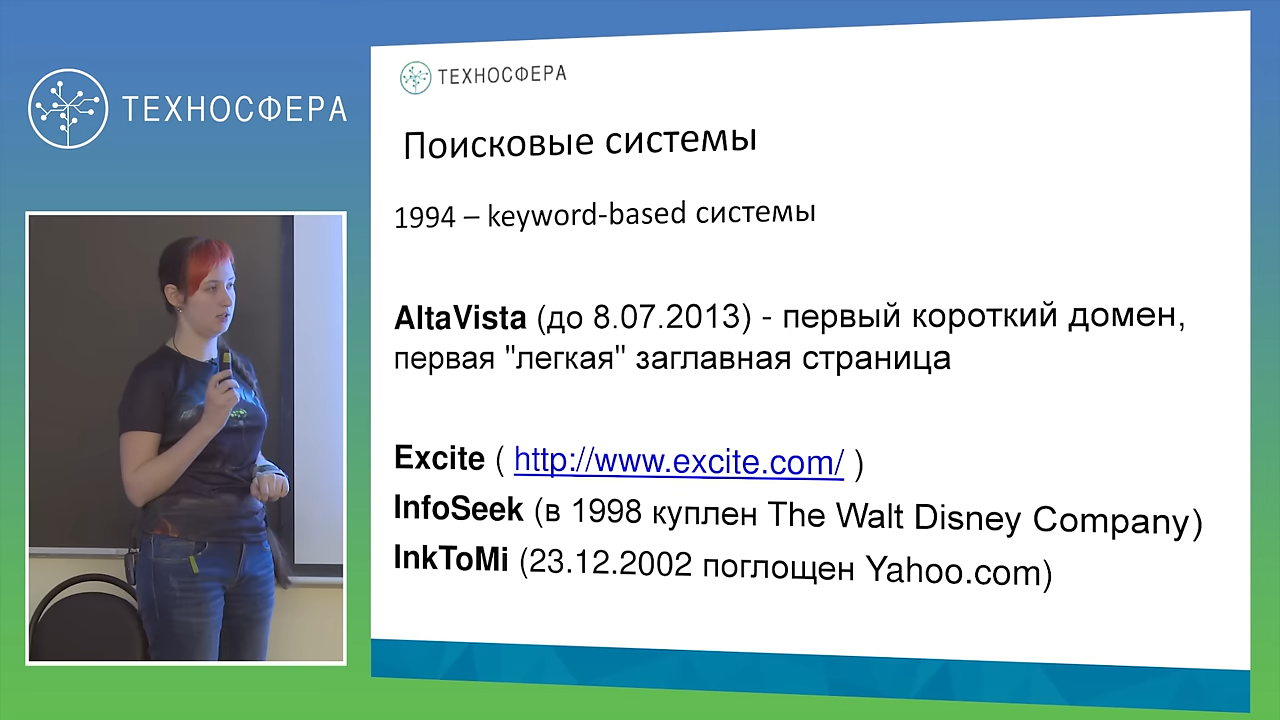 ТЕХНОСФЕРА
ТЕХНОСФЕРА
Поисковые системы
1994 – keyword-based системы
AltaVista (до 8.07.2013) - первый короткий домен,
первая "легкая" заглавная страница
Excite ( http://www.excite.com/ )
InfoSeek (в 1998 куплен The Walt Disney Company)
InkToMi (23.12.2002 поглощен Yahoo.com)